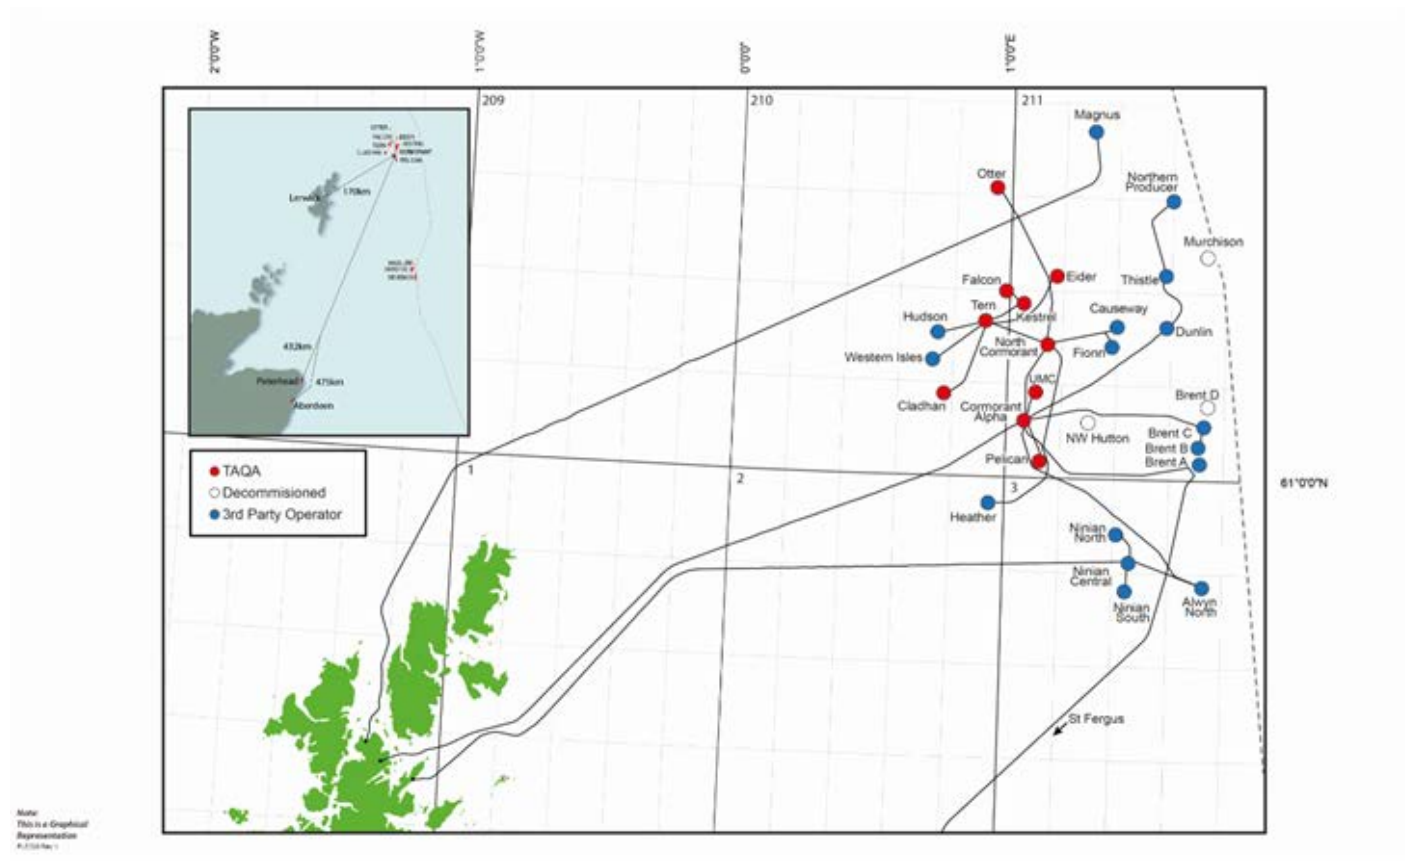 2°0'0"W
1°0'0"W
0°0'0"
1°0'0"E
209
210
211
Magnus
Otter
Northern
Producer
Murchison
Falcon
Eider
Thistle
Tern
Kestrel
Causeway
Hudson
Dunlin
North
Cormorant
Fionn
Western Isles
UMC
Brent D
Cladhan
Cormorant
Alpha
NW Hutton
Brent C
Brent B
Brent A
Pelican
1
2
3
61°0'0"N
Heather
Ninian
North
Ninian
Central
Ninian
South
Alwyn
North
St Fergus
Lerwick
170km
432km
Peterhead
475km
Aberdeen
TAQA
Decommisioned
3rd Party Operator
Note:
This is a Graphical
Representation